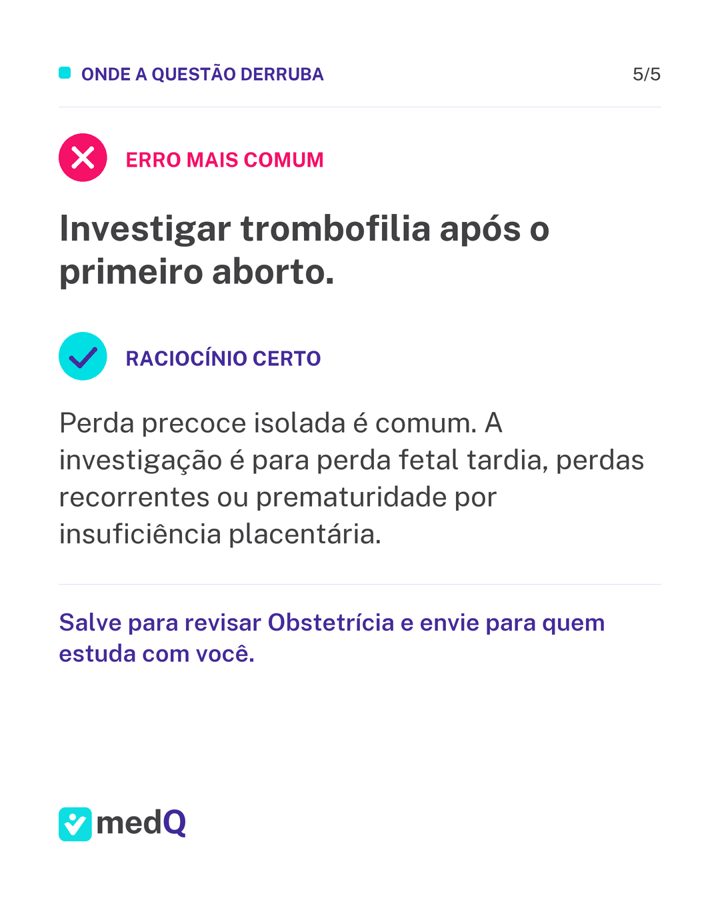 ONDE A QUESTÃO DERRUBA
5/5
ERRO MAIS COMUM
Investigar trombofilia após o
primeiro aborto.
RACIOCÍNIO CERTO
Perda precoce isolada é comum. A
investigação é para perda fetal tardia, perdas
recorrentes ou prematuridade por
insuficiência placentária.
Salve para revisar Obstetrícia e envie para quem
estuda com você.
medQ